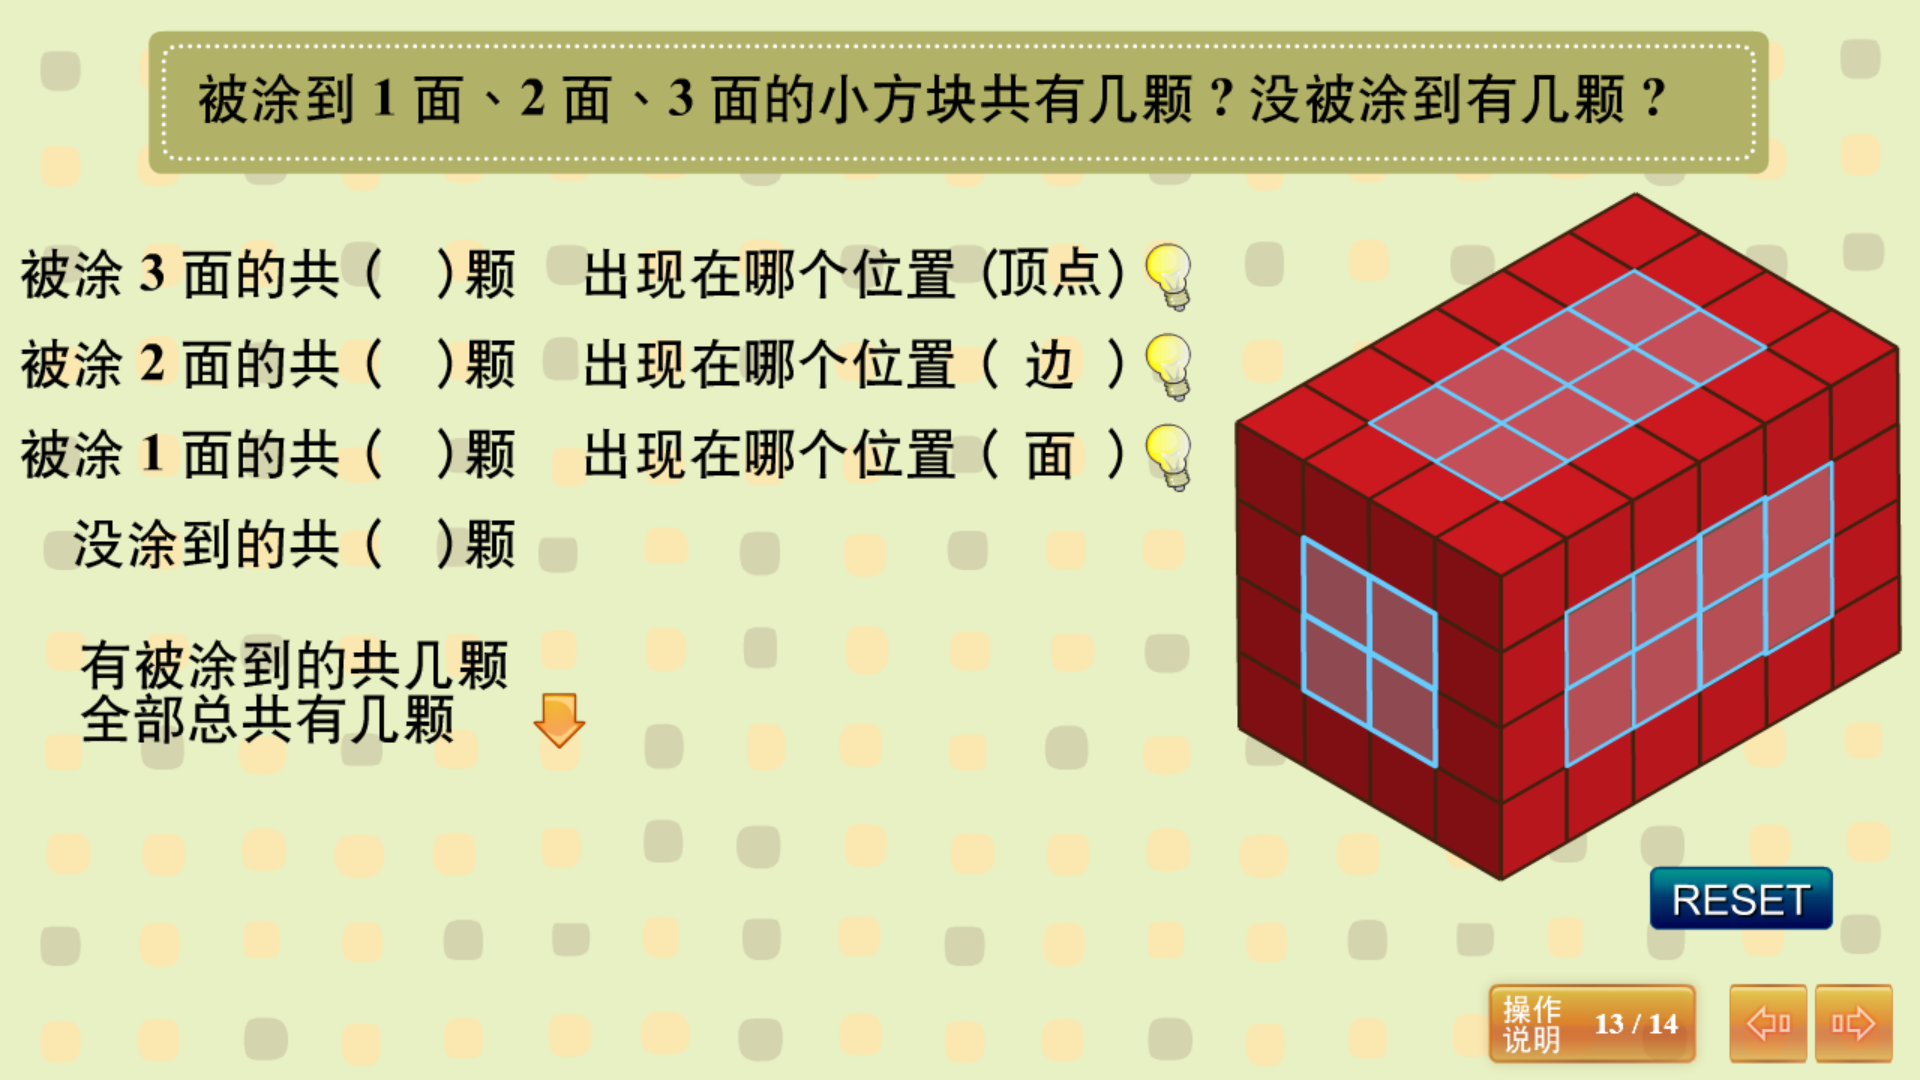 被涂到 1 面、2 面、3 面的小方块共有几颗？没被涂到有几颗？
被涂 3 面的共（　）颗　出现在哪个位置（顶点）
被涂 2 面的共（　）颗　出现在哪个位置（ 边 ）
被涂 1 面的共（　）颗　出现在哪个位置（ 面 ）
没涂到的共（　）颗
有被涂到的共几颗
全部总共有几颗
RESET
操作
说明
13 / 14